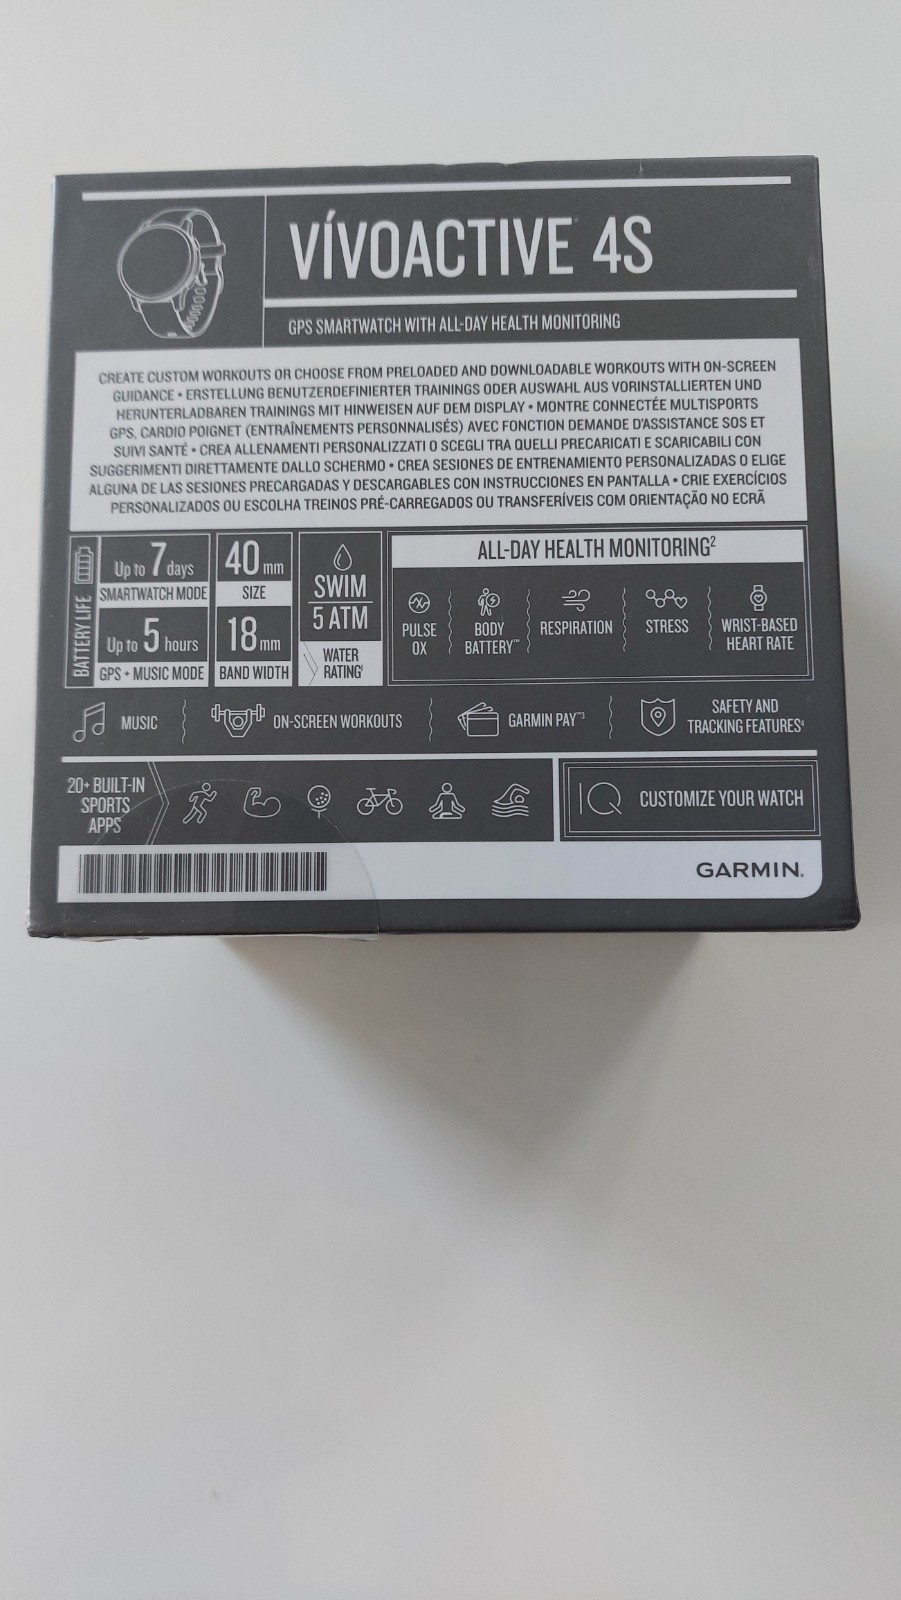 VÍVOACTIVE® 4S
GPS SMARTWATCH WITH ALL-DAY HEALTH MONITORING
CREATE CUSTOM WORKOUTS OR CHOOSE FROM PRELOADED AND DOWNLOADABLE WORKOUTS WITH ON-SCREEN
GUIDANCE • ERSTELLUNG BENUTZERDEFINIERTER TRAININGS ODER AUSWAHL AUS VORINSTALLIERTEN UND
HERUNTERLADBAREN TRAININGS MIT HINWEISEN AUF DEM DISPLAY • MONTRE CONNECTÉE MULTISPORTS
GPS, CARDIO POIGNET (ENTRAÎNEMENTS PERSONNALISÉS) AVEC FONCTION DEMANDE D'ASSISTANCE SOS ET
SUIVI SANTÉ • CREA ALLENAMENTI PERSONALIZZATI O SCEGLI TRA QUELLI PRECARICATI E SCARICABILI CON
SUGGERIMENTI DIRETTAMENTE DALLO SCHERMO • CREA SESIONES DE ENTRENAMIENTO PERSONALIZADAS O ELIGE
ALGUNA DE LAS SESIONES PRECARGADAS Y DESCARGABLES CON INSTRUCCIONES EN PANTALLA • CRIE EXERCÍCIOS
PERSONALIZADOS OU ESCOLHA TREINOS PRÉ-CARREGADOS OU TRANSFERÍVEIS COM ORIENTAÇÃO NO ECRÃ
BATTERY LIFE
Up to 7 days
SMARTWATCH MODE
Up to 5 hours
GPS + MUSIC MODE
40 mm
SIZE
18 mm
BAND WIDTH
SWIM
5 ATM
WATER
RATING¹
ALL-DAY HEALTH MONITORING²
PULSE
OX
BODY
BATTERY™
RESPIRATION
STRESS
WRIST-BASED
HEART RATE
MUSIC
ON-SCREEN WORKOUTS
GARMIN PAY™³
SAFETY AND
TRACKING FEATURES⁴
20+ BUILT-IN
SPORTS
APPS
IQ
CUSTOMIZE YOUR WATCH
GARMIN.